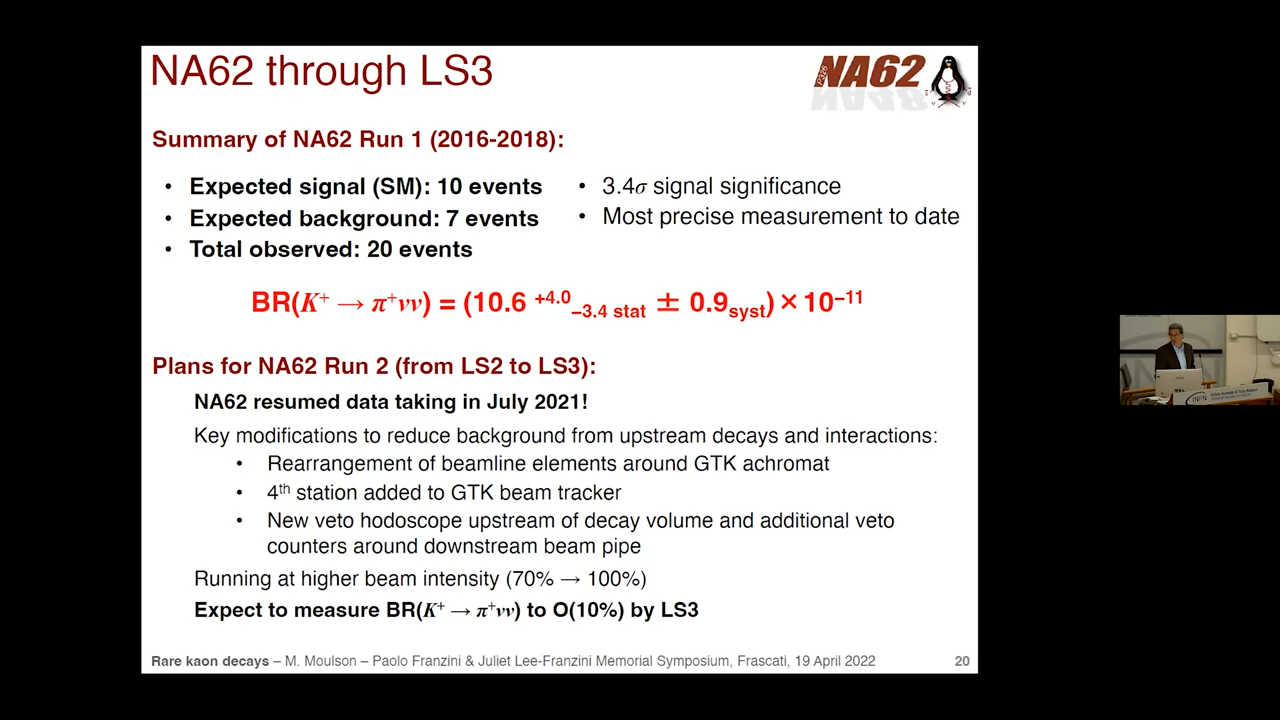 NA62 through LS3
NA62
Summary of NA62 Run 1 (2016-2018):
• Expected signal (SM): 10 events
• Expected background: 7 events
• Total observed: 20 events
• 3.4σ signal significance
• Most precise measurement to date
BR(K⁺ → π⁺νν) = (10.6 ⁺⁴·⁰₋₃.₄ stat ± 0.9syst) × 10⁻¹¹
Plans for NA62 Run 2 (from LS2 to LS3):
NA62 resumed data taking in July 2021!
Key modifications to reduce background from upstream decays and interactions:
• Rearrangement of beamline elements around GTK achromat
• 4th station added to GTK beam tracker
• New veto hodoscope upstream of decay volume and additional veto
counters around downstream beam pipe
Running at higher beam intensity (70% → 100%)
Expect to measure BR(K⁺ → π⁺νν) to O(10%) by LS3
Rare kaon decays – M. Moulson – Paolo Franzini & Juliet Lee-Franzini Memorial Symposium, Frascati, 19 April 2022
20
INFN